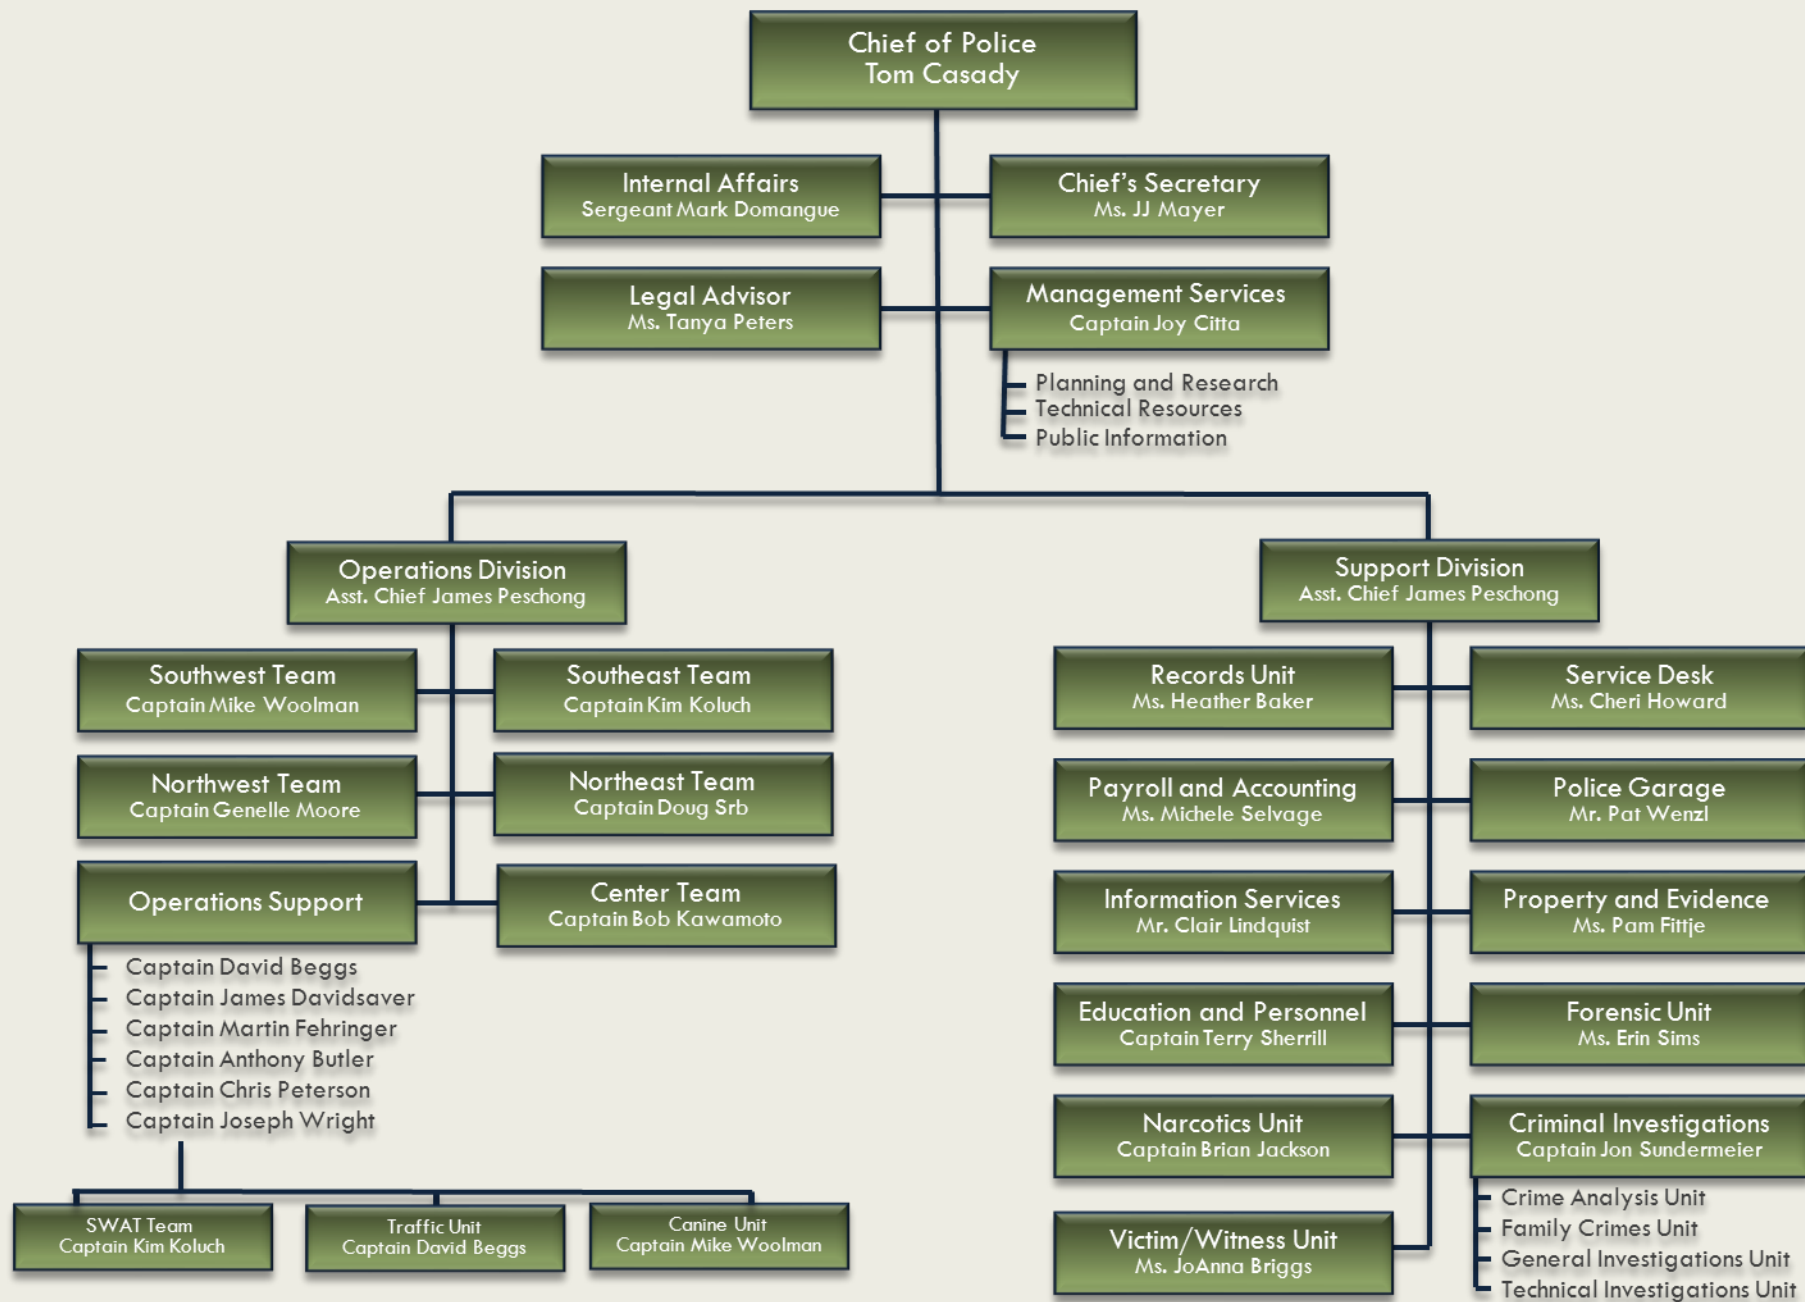 Chief of Police
Tom Casady
Internal Affairs
Sergeant Mark Domangue
Chief's Secretary
Ms. JJ Mayer
Legal Advisor
Ms. Tanya Peters
Management Services
Captain Joy Citta
Planning and Research
Technical Resources
Public Information
Operations Division
Asst. Chief James Peschong
Southwest Team
Captain Mike Woolman
Southeast Team
Captain Kim Koluch
Northwest Team
Captain Genelle Moore
Northeast Team
Captain Doug Srb
Operations Support
Center Team
Captain Bob Kawamoto
Captain David Beggs
Captain James Davidsaver
Captain Martin Fehringer
Captain Anthony Butler
Captain Chris Peterson
Captain Joseph Wright
SWAT Team
Captain Kim Koluch
Traffic Unit
Captain David Beggs
Canine Unit
Captain Mike Woolman
Support Division
Asst. Chief James Peschong
Records Unit
Ms. Heather Baker
Service Desk
Ms. Cheri Howard
Payroll and Accounting
Ms. Michele Selvage
Police Garage
Mr. Pat Wenzl
Information Services
Mr. Clair Lindquist
Property and Evidence
Ms. Pam Fittje
Education and Personnel
Captain Terry Sherrill
Forensic Unit
Ms. Erin Sims
Narcotics Unit
Captain Brian Jackson
Criminal Investigations
Captain Jon Sundermeier
Victim/Witness Unit
Ms. JoAnna Briggs
Crime Analysis Unit
Family Crimes Unit
General Investigations Unit
Technical Investigations Unit